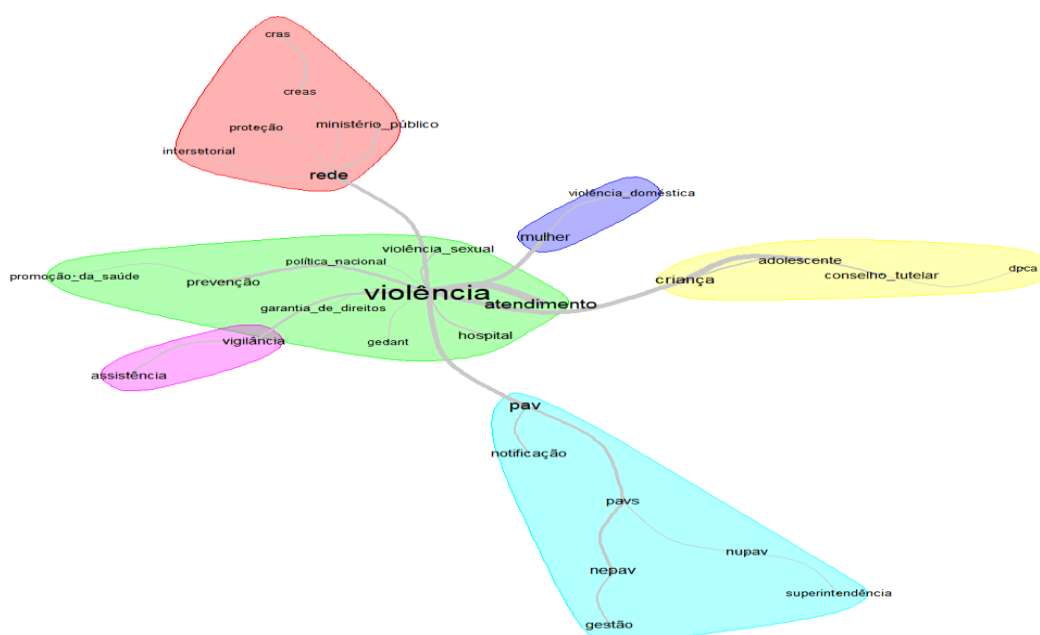 cras
creas
proteção
ministério_público
intersetorial
rede
violência_doméstica
mulher
violência_sexual
política_nacional
promoção_da_saúde
prevenção
violência
atendimento
garantia_de_direitos
gedant
hospital
vigilância
assistência
adolescente
criança
conselho_tutelar
dpca
pav
notificação
pavs
nupav
nepav
superintendência
gestão